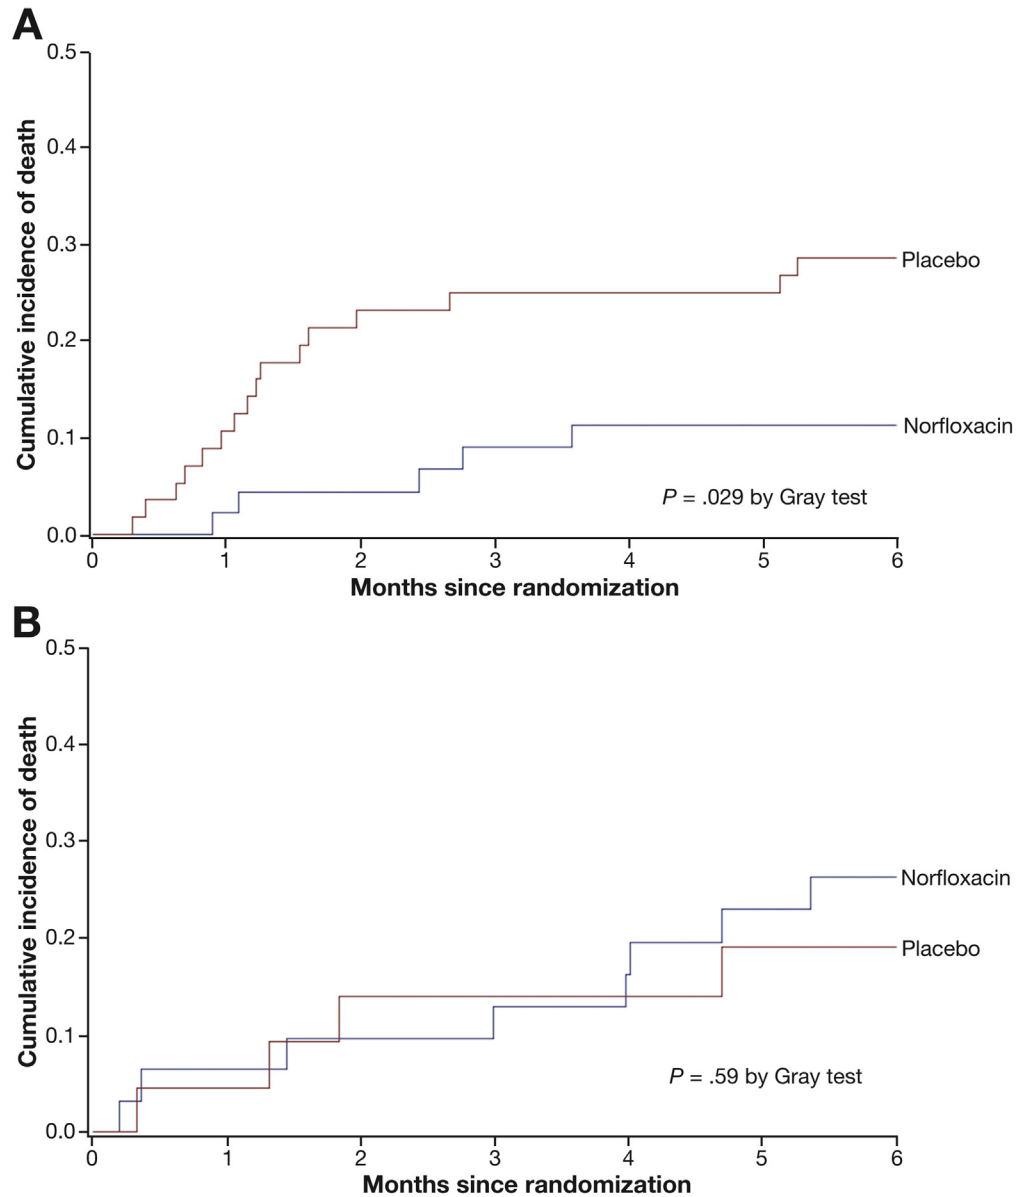 A
0.5
0.4
0.3
0.2
0.1
0.0
Cumulative incidence of death
Placebo
Norfloxacin
P = .029 by Gray test
0 1 2 3 4 5 6
Months since randomization
B
0.5
0.4
0.3
0.2
0.1
0.0
Cumulative incidence of death
Norfloxacin
Placebo
P = .59 by Gray test
0 1 2 3 4 5 6
Months since randomization